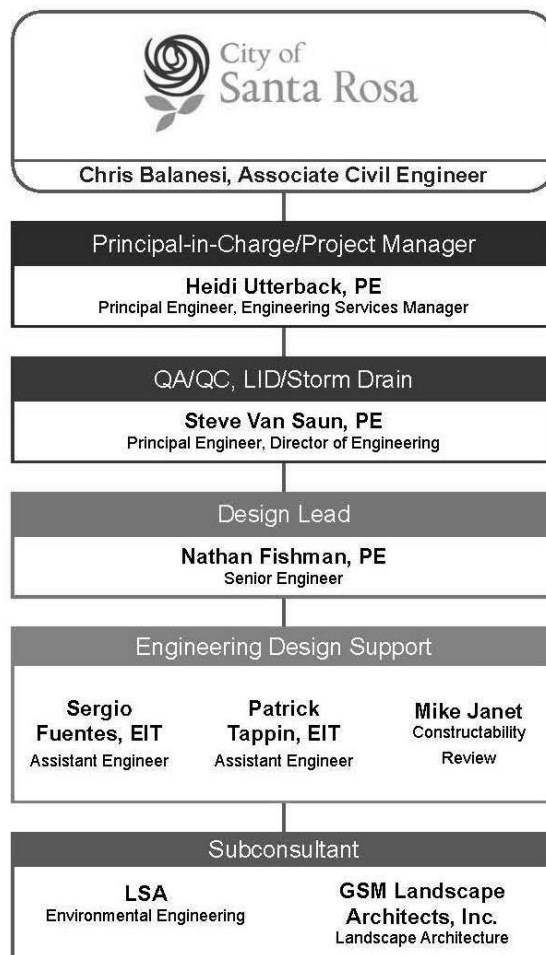 City of
Santa Rosa
Chris Balanesi, Associate Civil Engineer
Principal-in-Charge/Project Manager
Heidi Utterback, PE
Principal Engineer, Engineering Services Manager
QA/QC, LID/Storm Drain
Steve Van Saun, PE
Principal Engineer, Director of Engineering
Design Lead
Nathan Fishman, PE
Senior Engineer
Engineering Design Support
Sergio
Fuentes, EIT
Assistant Engineer
Patrick
Tappin, EIT
Assistant Engineer
Mike Janet
Constructability
Review
Subconsultant
LSA
Environmental Engineering
GSM Landscape
Architects, Inc.
Landscape Architecture